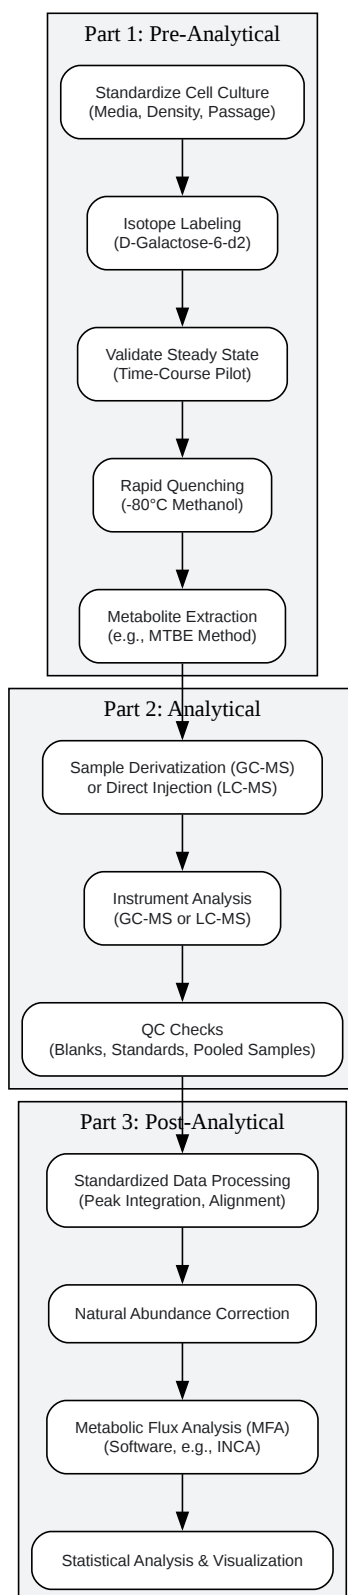 Part 1: Pre-Analytical
Standardize Cell Culture
(Media, Density, Passage)
Isotope Labeling
(D-Galactose-6-d2)
Validate Steady State
(Time-Course Pilot)
Rapid Quenching
(-80°C Methanol)
Metabolite Extraction
(e.g., MTBE Method)
Part 2: Analytical
Sample Derivatization (GC-MS)
or Direct Injection (LC-MS)
Instrument Analysis
(GC-MS or LC-MS)
QC Checks
(Blanks, Standards, Pooled Samples)
Part 3: Post-Analytical
Standardized Data Processing
(Peak Integration, Alignment)
Natural Abundance Correction
Metabolic Flux Analysis (MFA)
(Software, e.g., INCA)
Statistical Analysis & Visualization